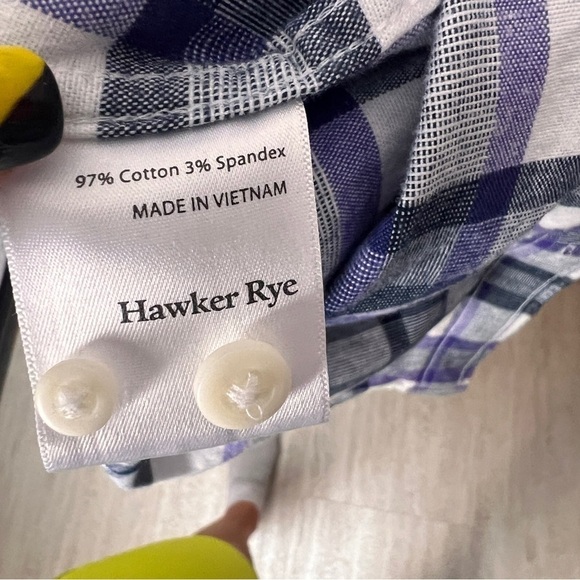 97% Cotton 3% Spandex
MADE IN VIETNAM
Hawker Rye